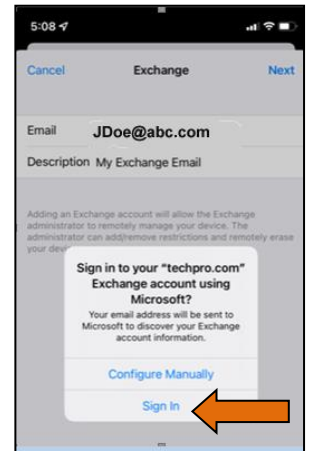 5:08
Cancel Exchange Next
Email JDoe@abc.com
Description My Exchange Email
Adding an Exchange account will allow the Exchange
administrator to remotely manage your device. The
administrator can add/remove restrictions and remotely erase
your device
Sign in to your "techpro.com"
Exchange account using
Microsoft?
Your email address will be sent to
Microsoft to discover your Exchange
account information.
Configure Manually
Sign In